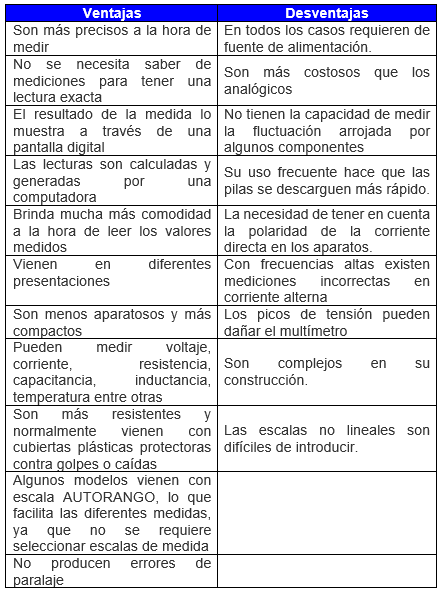 Ventajas
Desventajas
Son más precisos a la hora de
medir
En todos los casos requieren de
fuente de alimentación.
No se necesita saber de
mediciones para tener una
lectura exacta
Son más costosos que los
analógicos
El resultado de la medida lo
muestra a través de una
pantalla digital
No tienen la capacidad de medir
la fluctuación arrojada por
algunos componentes
Las lecturas son calculadas y
generadas por una
computadora
Su uso frecuente hace que las
pilas se descarguen más rápido.
Brinda mucha más comodidad
a la hora de leer los valores
medidos
La necesidad de tener en cuenta
la polaridad de la corriente
directa en los aparatos.
Vienen en diferentes
presentaciones
Con frecuencias altas existen
mediciones incorrectas en
corriente alterna
Son menos aparatosos y más
compactos
Los picos de tensión pueden
dañar el multímetro
Pueden medir voltaje,
corriente, resistencia,
capacitancia, inductancia,
temperatura entre otras
Son complejos en su
construcción.
Son más resistentes y
normalmente vienen con
cubiertas plásticas protectoras
contra golpes o caídas
Las escalas no lineales son
difíciles de introducir.
Algunos modelos vienen con
escala AUTORANGO, lo que
facilita las diferentes medidas,
ya que no se requiere
seleccionar escalas de medida
No producen errores de
paralaje